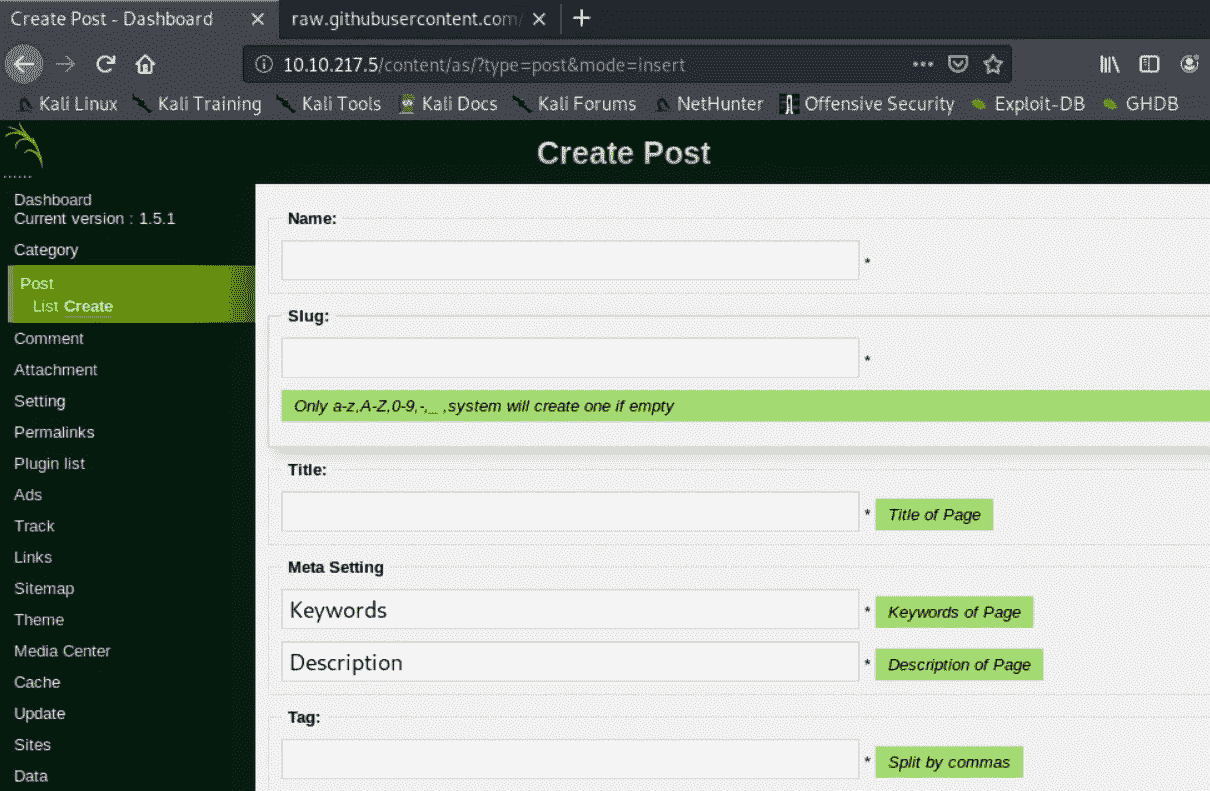 Create Post - Dashboard
raw.githubusercontent.com/
10.10.217.5/content/as/?type=post&mode=insert
Kali Linux Kali Training Kali Tools Kali Docs Kali Forums NetHunter Offensive Security Exploit-DB GHDB
Create Post
Dashboard
Current version : 1.5.1
Category
Post
List Create
Comment
Attachment
Setting
Permalinks
Plugin list
Ads
Track
Links
Sitemap
Theme
Media Center
Cache
Update
Sites
Data
Name:
*
Slug:
*
Only a-z,A-Z,0-9,-,_ ,system will create one if empty
Title:
* Title of Page
Meta Setting
Keywords * Keywords of Page
Description * Description of Page
Tag:
* Split by commas